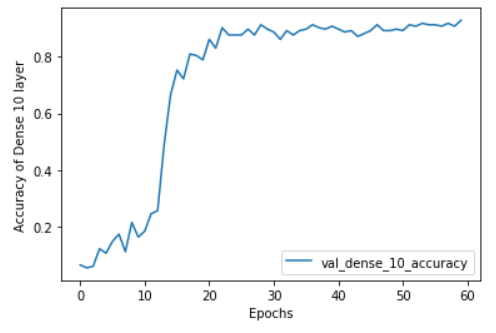 Accuracy of Dense 10 layer
0.8
0.6
0.4
0.2
val_dense_10_accuracy
0 10 20 30 40 50 60
Epochs